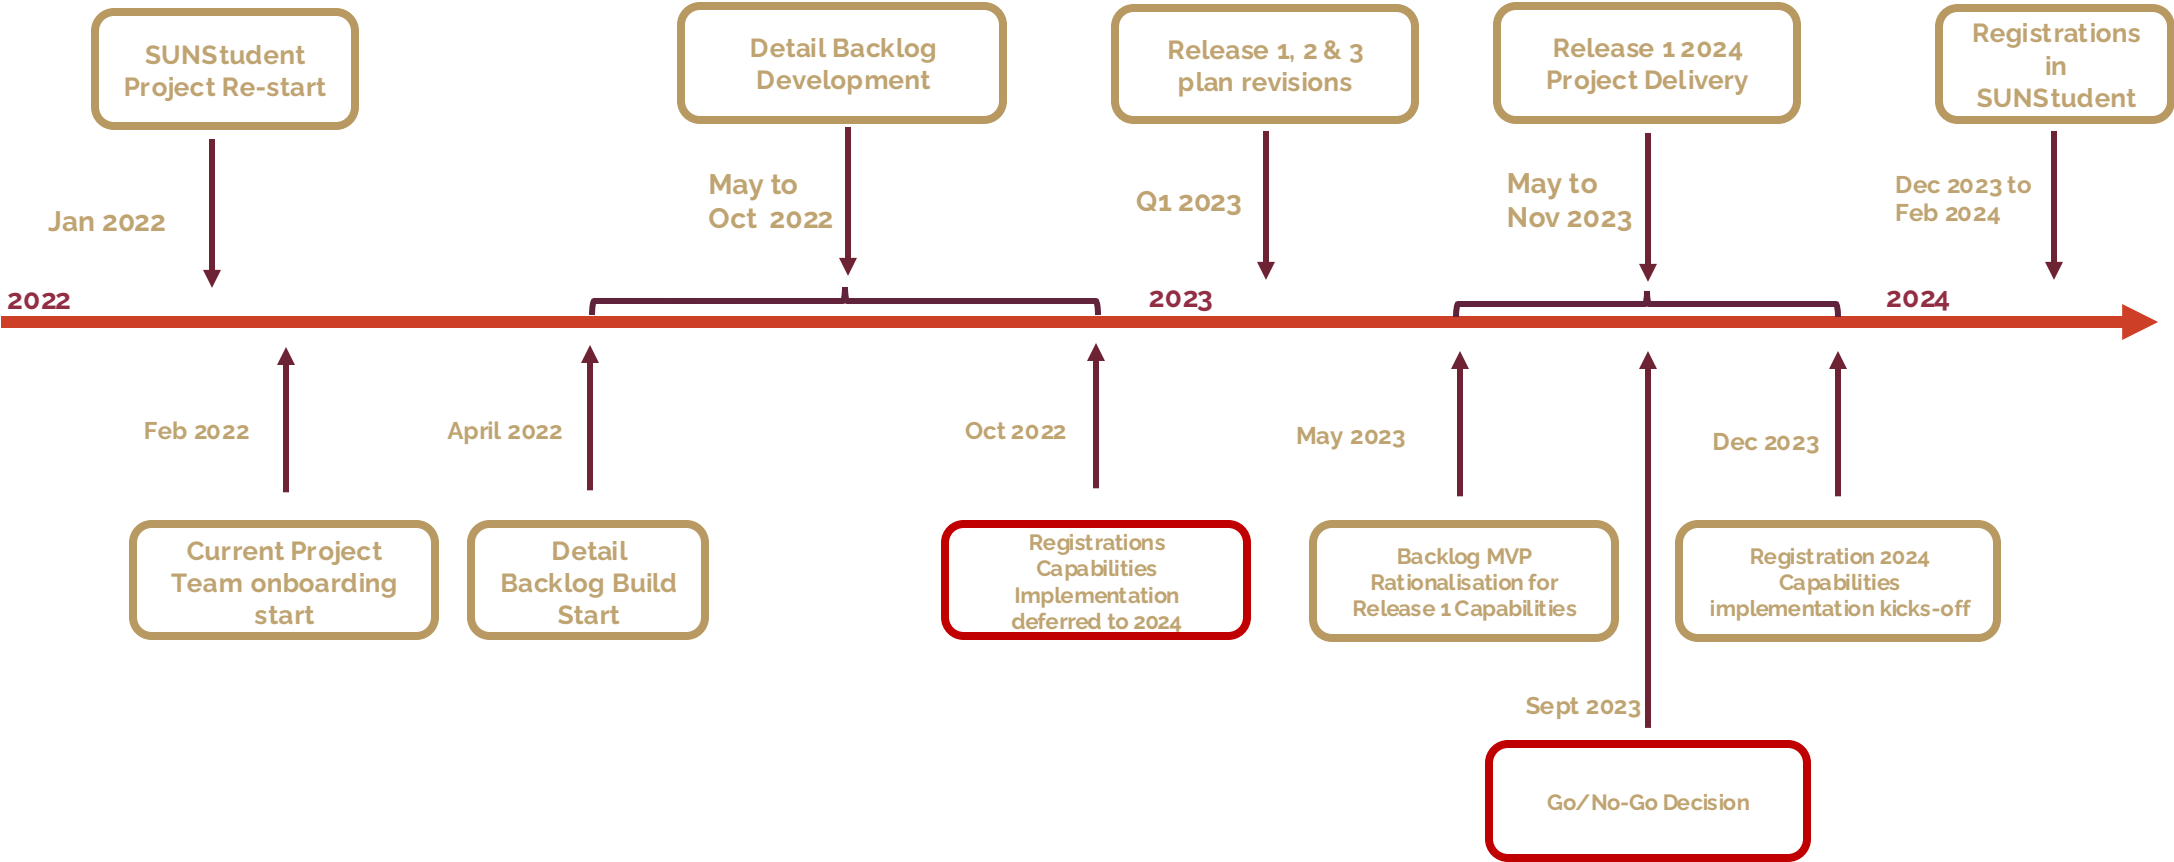 SUNStudent
Project Re-start
Detail Backlog
Development
Release 1, 2 & 3
plan revisions
Release 1 2024
Project Delivery
Registrations
in
SUNStudent
Jan 2022
May to
Oct 2022
Q1 2023
May to
Nov 2023
Dec 2023 to
Feb 2024
2022
2023
2024
Feb 2022
April 2022
Oct 2022
May 2023
Dec 2023
Current Project
Team onboarding
start
Detail
Backlog Build
Start
Registrations
Capabilities
Implementation
deferred to 2024
Backlog MVP
Rationalisation for
Release 1 Capabilities
Registration 2024
Capabilities
implementation kicks-off
Sept 2023
Go/No-Go Decision